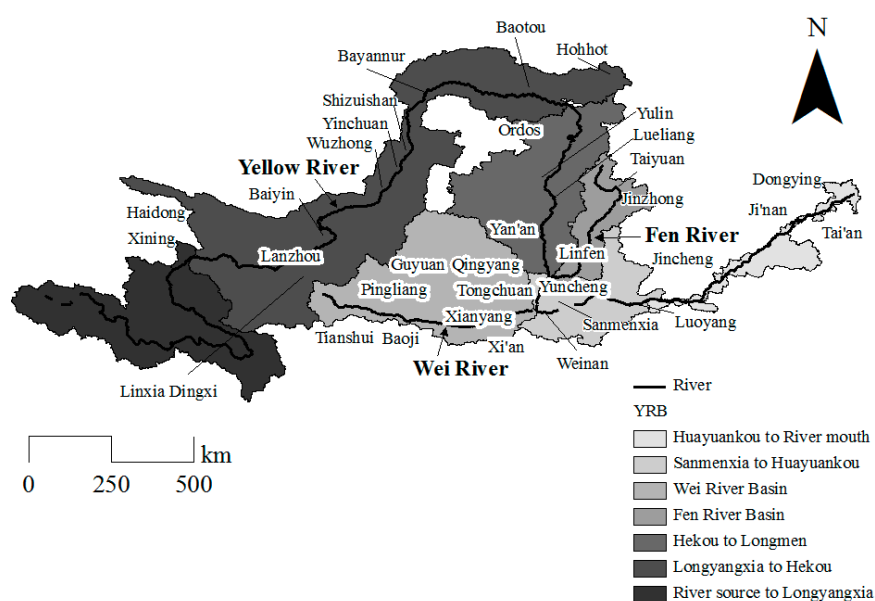 Baotou
N
Bayannur
Hohhot
Shizuishan
Yinchuan
Wuzhong
Ordos
Yulin
Lueliang
Taiyuan
Yellow River
Baiyin
Jinzhong
Dongying
Haidong
Ji'nan
Xining
Yan'an
Fen River
Tai'an
Lanzhou
Linfen
Jincheng
Guyuan Qingyang
Pingliang
Tongchuan
Yuncheng
Xianyang
Sanmenxia
Luoyang
Tianshui
Baoji
Xi'an
Wei River
Weinan
Linxia Dingxi
River
YRB
Huayuankou to River mouth
Sanmenxia to Huayuankou
Wei River Basin
Fen River Basin
Hekou to Longmen
Longyangxia to Hekou
River source to Longyangxia
km
0 250 500